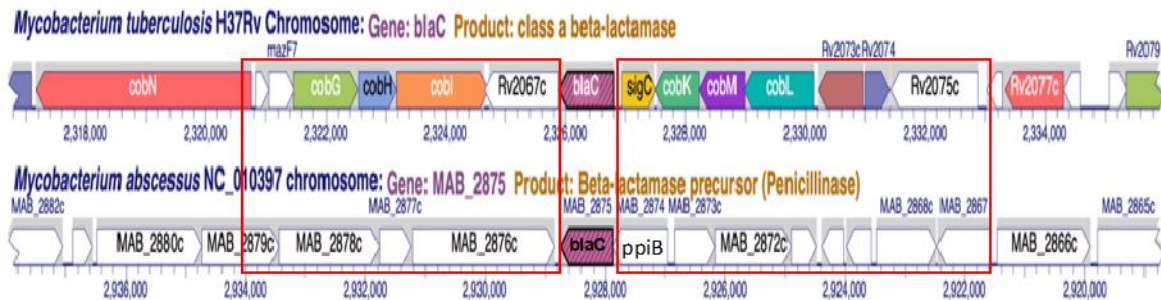 Mycobacterium tuberculosis H37Rv Chromosome: Gene: blaC Product: class a beta-lactamase
mazF7 Rv2073c Rv2074 Rv2079
cobN cobG cobH cobI Rv2067c blaC sigC cobK cobM cobL Rv2075c Rv2077c
2,318,000 2,320,000 2,322,000 2,324,000 2,326,000 2,328,000 2,330,000 2,332,000 2,334,000
Mycobacterium abscessus NC_010397 chromosome: Gene: MAB_2875 Product: Beta-lactamase precursor (Penicillinase)
MAB_2882c MAB_2877c MAB_2875 MAB_2874 MAB_2873c MAB_2868c MAB_2867 MAB_2865c
MAB_2880c MAB_2879c MAB_2878c MAB_2876c blaC ppiB MAB_2872c MAB_2866c
2,936,000 2,934,000 2,932,000 2,930,000 2,928,000 2,926,000 2,924,000 2,922,000 2,920,000